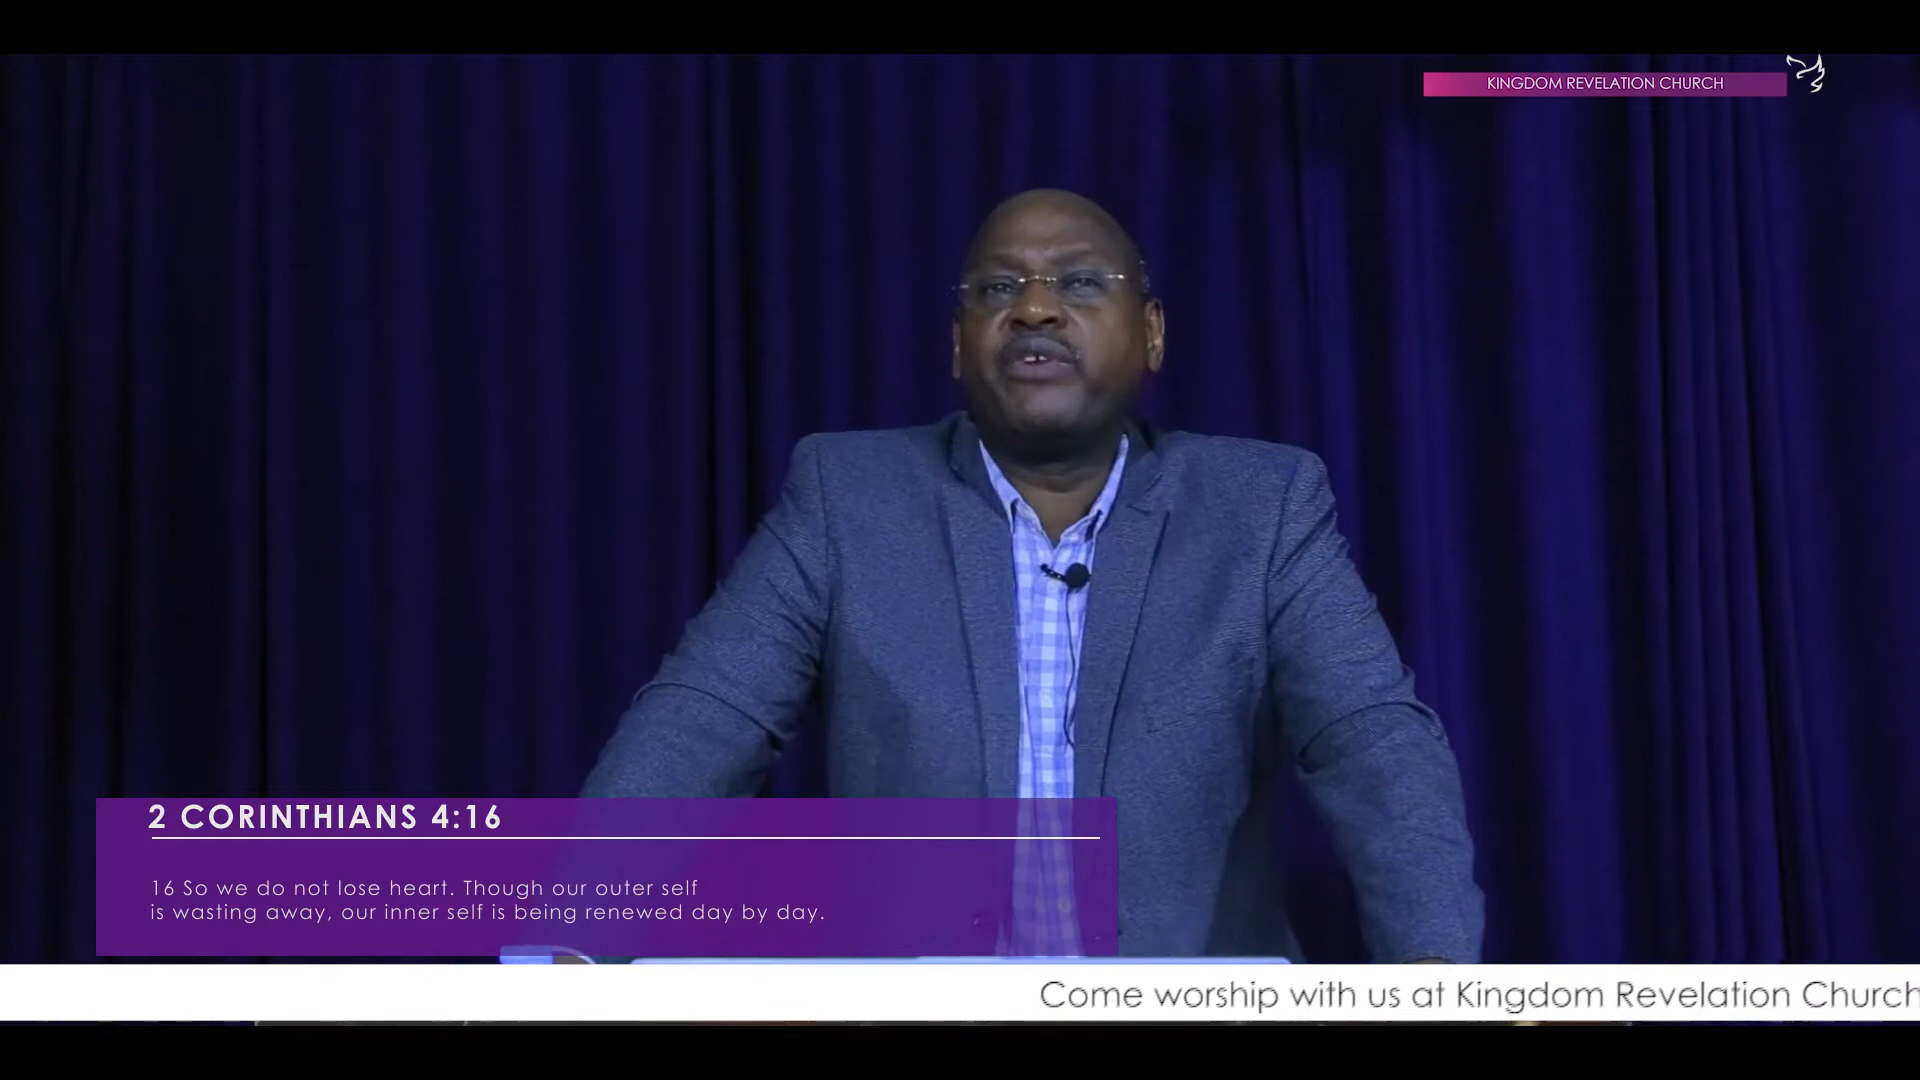 KINGDOM REVELATION CHURCH
2 CORINTHIANS 4:16
16 So we do not lose heart. Though our outer self
is wasting away, our inner self is being renewed day by day.
Come worship with us at Kingdom Revelation Church